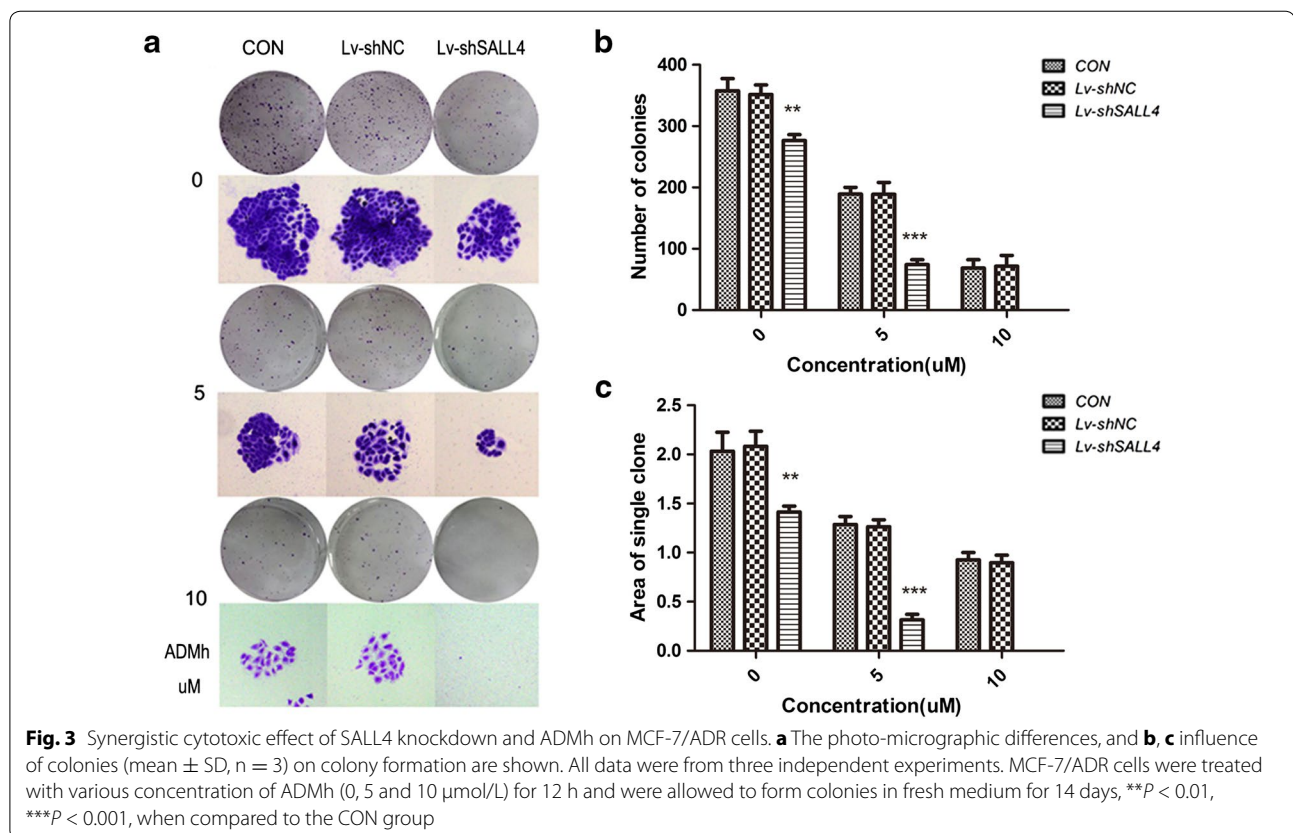 a
CON Lv-shNC Lv-shSALL4
0
5
10
ADMh
uM
b
CON
Lv-shNC
Lv-shSALL4
Number of colonies
400
300
200
100
0
**
***
0 5 10
Concentration(uM)
c
CON
Lv-shNC
Lv-shSALL4
Area of single clone
2.5
2.0
1.5
1.0
0.5
0.0
**
***
0 5 10
Concentration(uM)
Fig. 3 Synergistic cytotoxic effect of SALL4 knockdown and ADMh on MCF-7/ADR cells. a The photo-micrographic differences, and b, c influence
of colonies (mean ± SD, n = 3) on colony formation are shown. All data were from three independent experiments. MCF-7/ADR cells were treated
with various concentration of ADMh (0, 5 and 10 μmol/L) for 12 h and were allowed to form colonies in fresh medium for 14 days, **P < 0.01,
***P < 0.001, when compared to the CON group